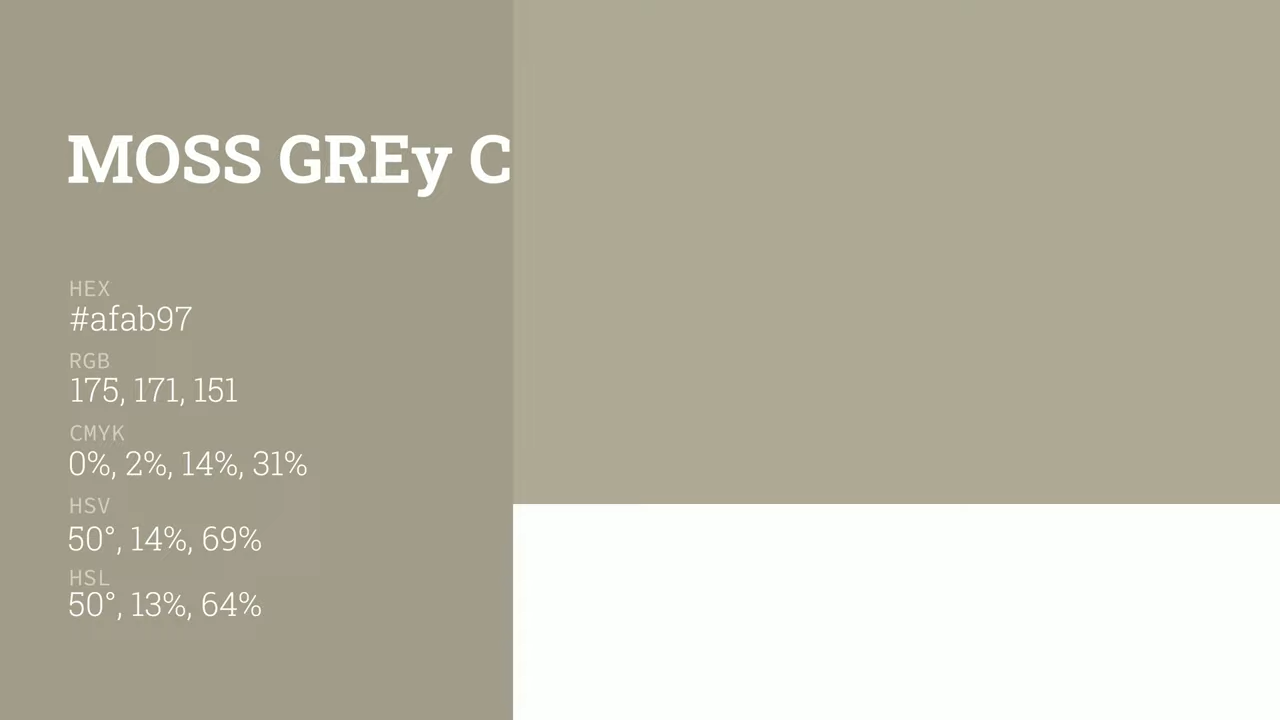 MOSS GREy C
HEX
#afab97
RGB
175, 171, 151
CMYK
0%, 2%, 14%, 31%
HSV
50°, 14%, 69%
HSL
50°, 13%, 64%